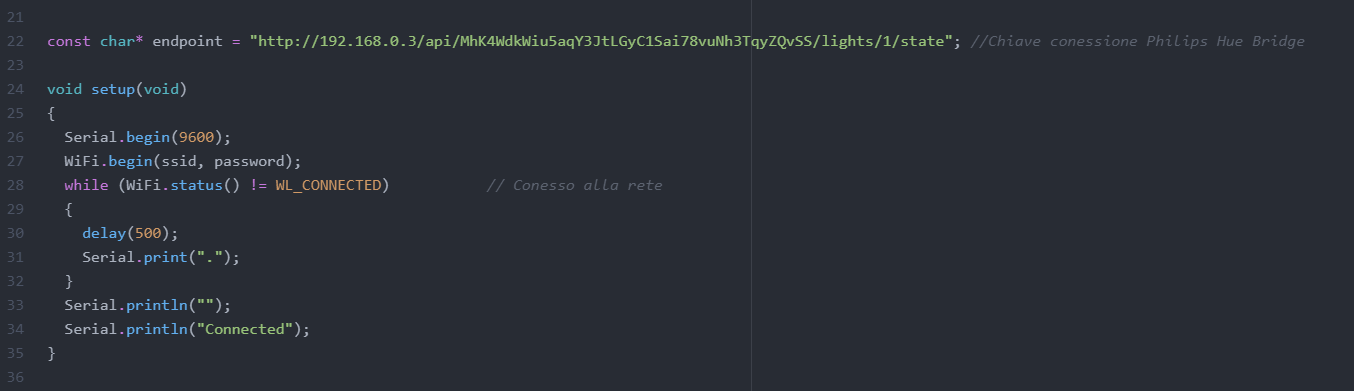 21
22 const char* endpoint = "http://192.168.0.3/api/MhK4WdkWiu5aqY3JtLGyC1Sai78vuNh3TqyZQvSS/lights/1/state"; //Chiave conessione Philips Hue Bridge
23
24 void setup(void)
25 {
26   Serial.begin(9600);
27   WiFi.begin(ssid, password);
28   while (WiFi.status() != WL_CONNECTED)           // Conesso alla rete
29   {
30     delay(500);
31     Serial.print(".");
32   }
33   Serial.println("");
34   Serial.println("Connected");
35 }
36